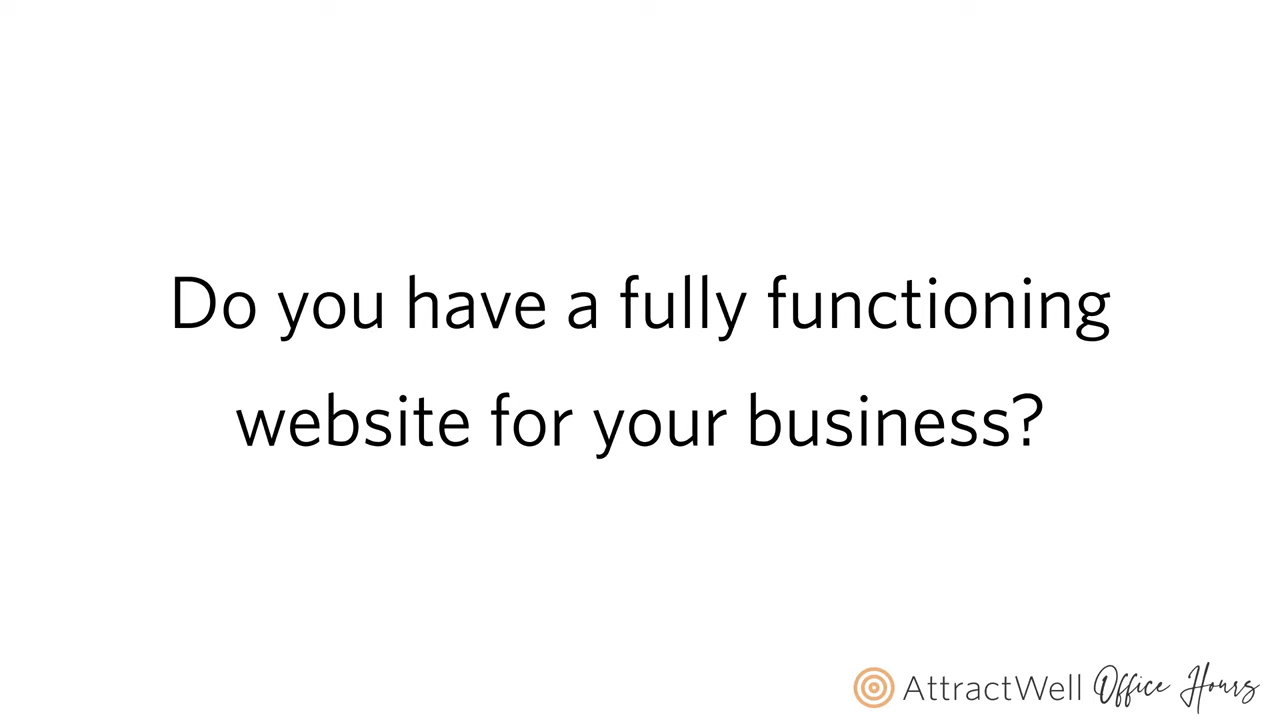 Do you have a fully functioning
website for your business?
AttractWell Office Hours